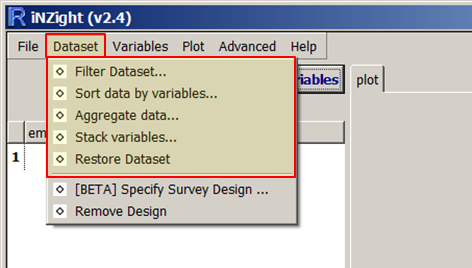 iNZight (v2.4)
File Dataset Variables Plot Advanced Help
Filter Dataset...
riables
plot
Sort data by variables...
Aggregate data...
em
Stack variables...
1
Restore Dataset
[BETA] Specify Survey Design ...
Remove Design